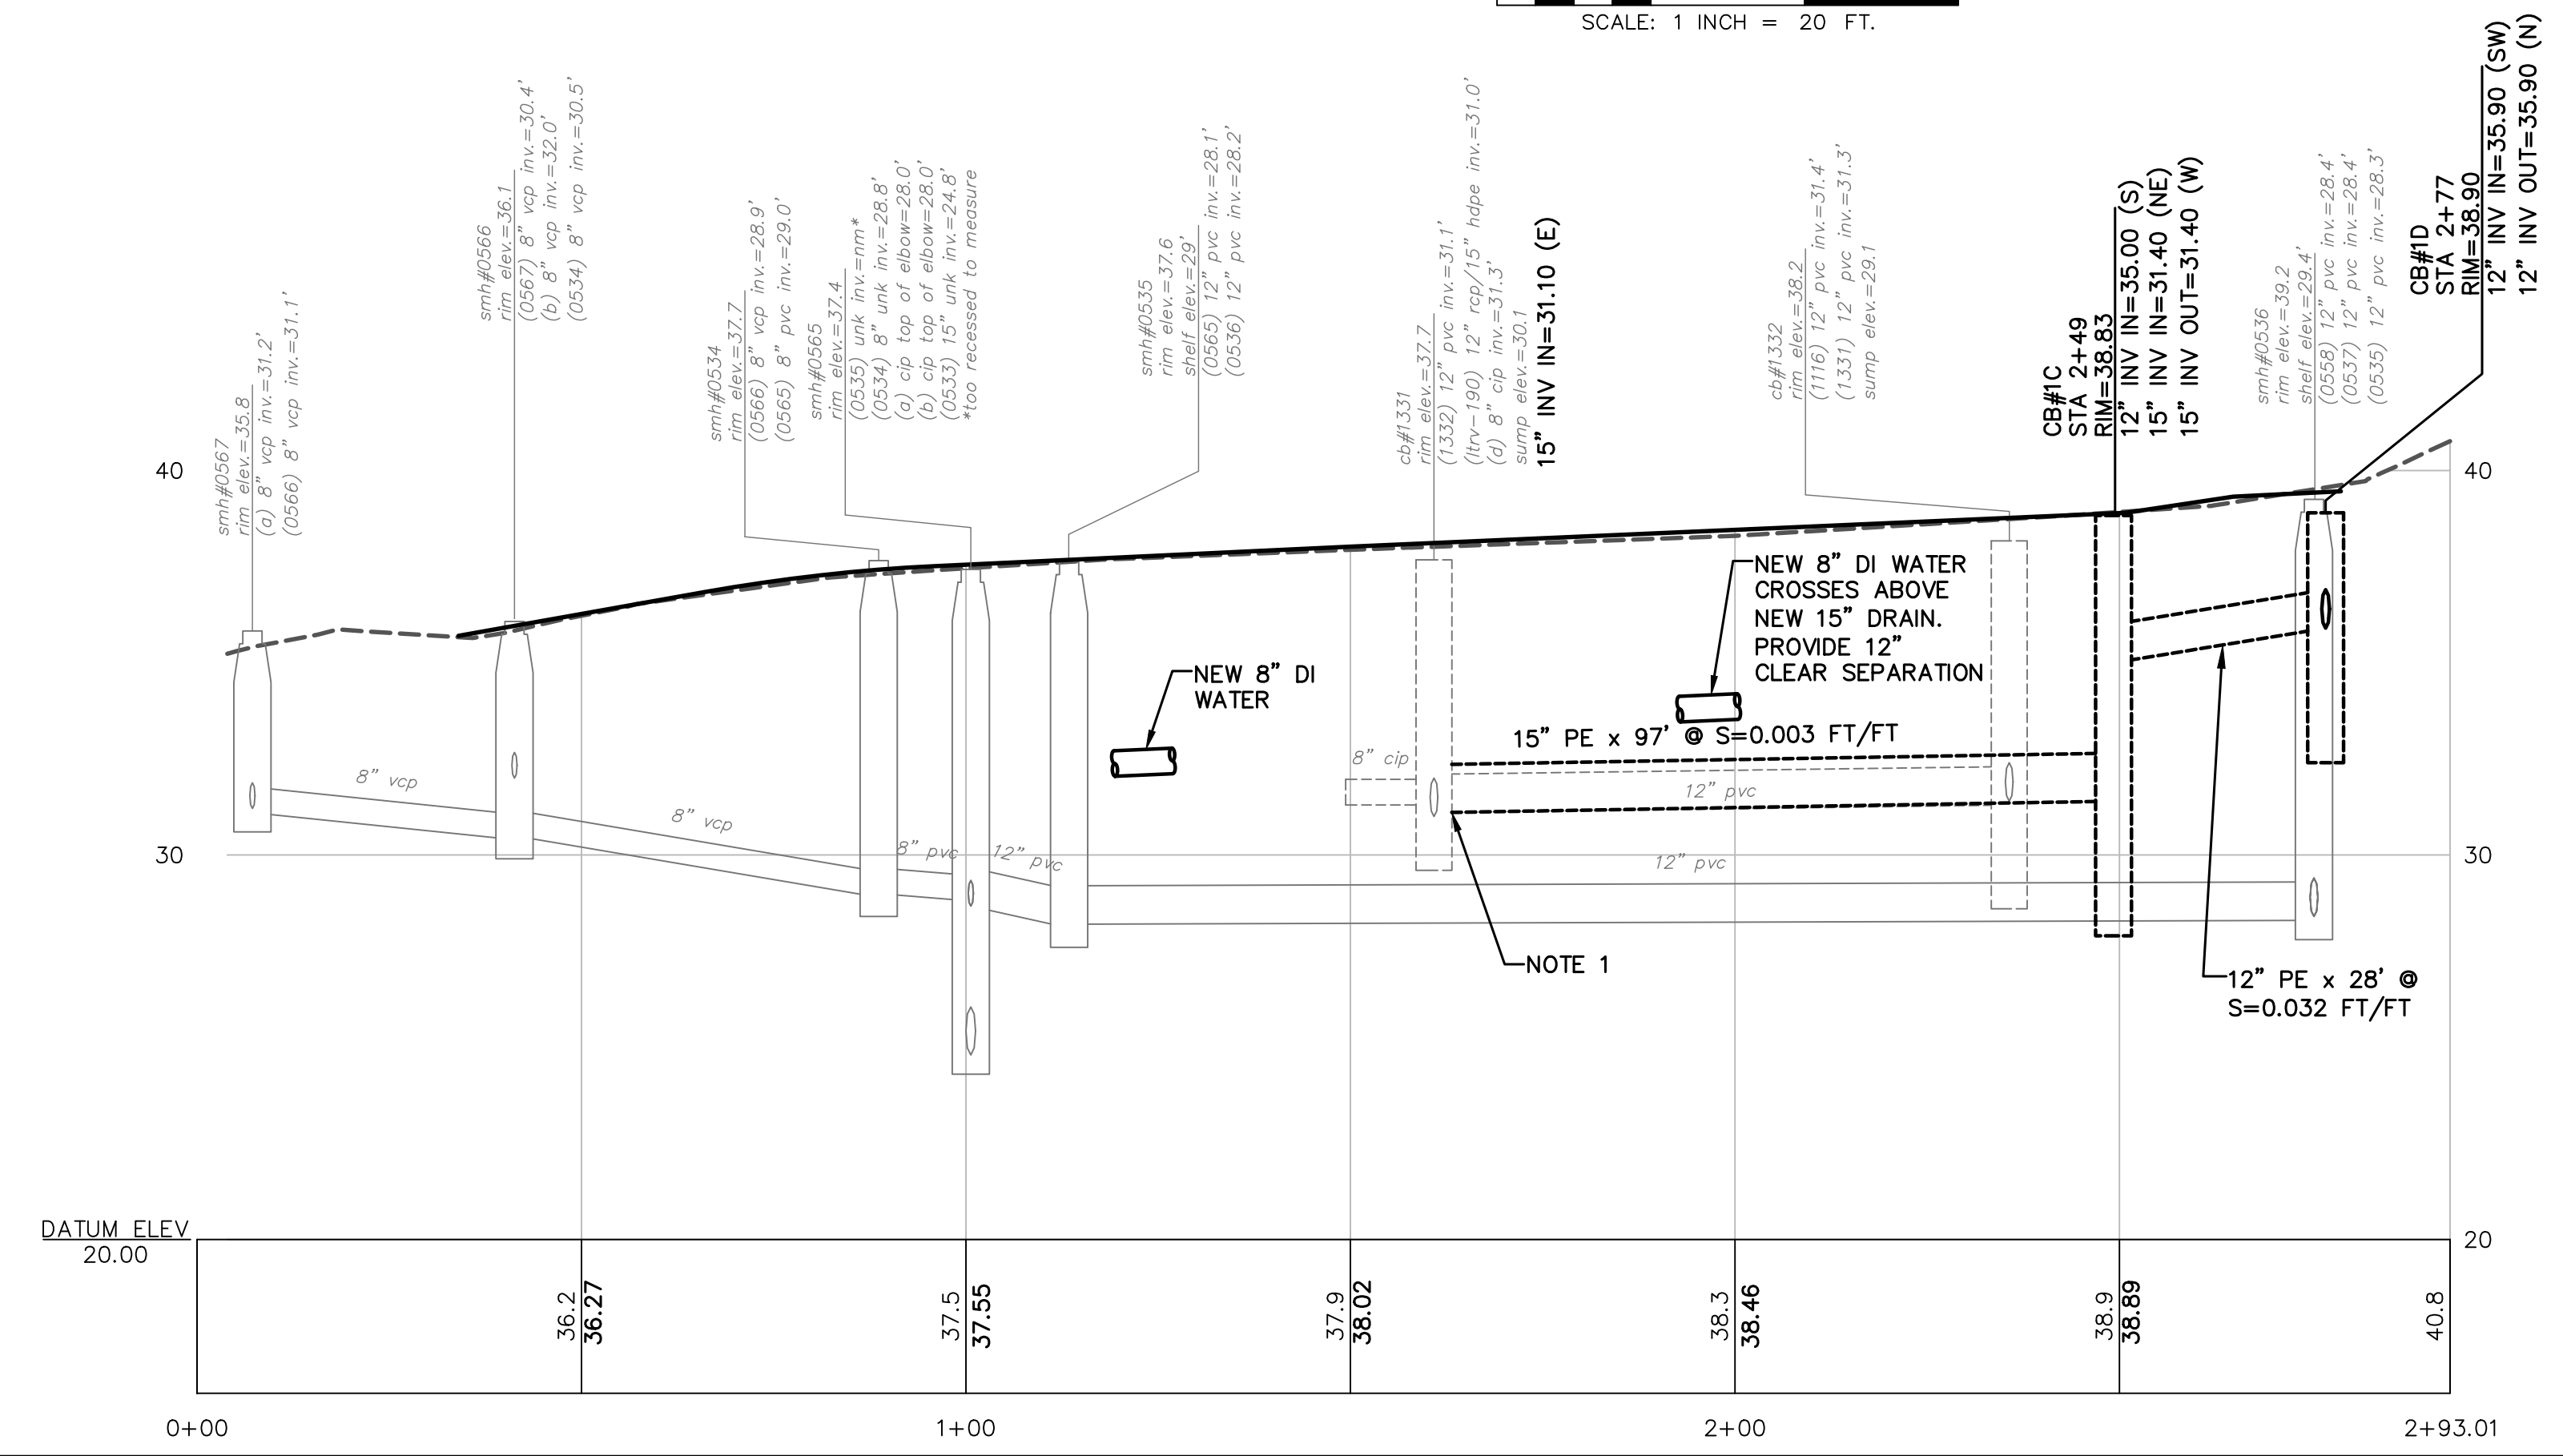 SCALE: 1 INCH = 20 FT.
smh#0567
rim elev.=35.8
(a) 8" vcp inv.=31.2'
(0566) 8" vcp inv.=31.1'
smh#0566
rim elev.=36.1
(0567) 8" vcp inv.=30.4'
(b) 8" vcp inv.=32.0'
(0534) 8" vcp inv.=30.5'
smh#0534
rim elev.=37.7
(0566) 8" vcp inv.=28.9'
(0565) 8" pvc inv.=29.0'
smh#0565
rim elev.=37.4
(0535) unk inv.=nm*
(0534) 8" unk inv.=28.8'
(a) cip top of elbow=28.0'
(b) cip top of elbow=28.0'
(0533) 15" unk inv.=24.8'
*too recessed to measure
smh#0535
rim elev.=37.6
shelf elev.=29'
(0565) 12" pvc inv.=28.1'
(0536) 12" pvc inv.=28.2'
cb#1331
rim elev.=37.7
(1332) 12" pvc inv.=31.1'
(ltrv-190) 12" rcp/15" hdpe inv.=31.0'
(d) 8" cip inv.=31.3'
sump elev.=30.1
15" INV IN=31.10 (E)
cb#1332
rim elev.=38.2
(1116) 12" pvc inv.=31.4'
(1331) 12" pvc inv.=31.3'
sump elev.=29.1
CB#1C
STA 2+49
RIM=38.83
12" INV IN=35.00 (S)
15" INV IN=31.40 (NE)
15" INV OUT=31.40 (W)
smh#0536
rim elev.=39.2
shelf elev.=29.4'
(0558) 12" pvc inv.=28.4'
(0537) 12" pvc inv.=28.4'
(0535) 12" pvc inv.=28.3'
CB#1D
STA 2+77
RIM=38.90
12" INV IN=35.90 (SW)
12" INV OUT=35.90 (N)
40
40
NEW 8" DI WATER
CROSSES ABOVE
NEW 15" DRAIN.
PROVIDE 12"
CLEAR SEPARATION
NEW 8" DI
WATER
15" PE x 97' @ S=0.003 FT/FT
8" cip
8" vcp
12" pvc
8" vcp
30
8" pvc
12" pvc
12" pvc
30
NOTE 1
12" PE x 28' @
S=0.032 FT/FT
DATUM ELEV
20.00
20
36.2
36.27
37.5
37.55
37.9
38.02
38.3
38.46
38.9
38.89
40.8
0+00
1+00
2+00
2+93.01